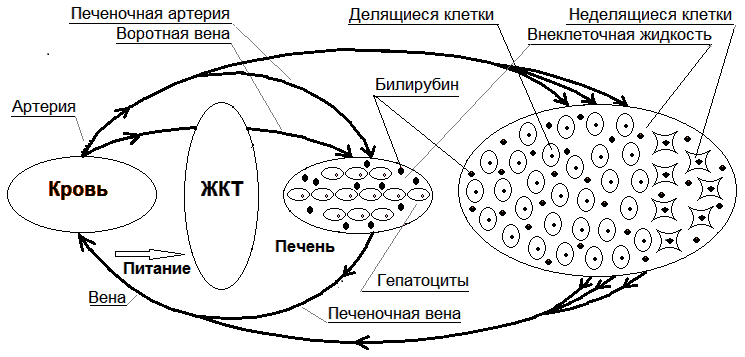 Печеночная артерия
Делящиеся клетки
Неделящиеся клетки
Воротная вена
Внеклеточная жидкость
Билирубин
Артерия
Кровь
ЖКТ
Печень
Питание
Гепатоциты
Вена
Печеночная вена